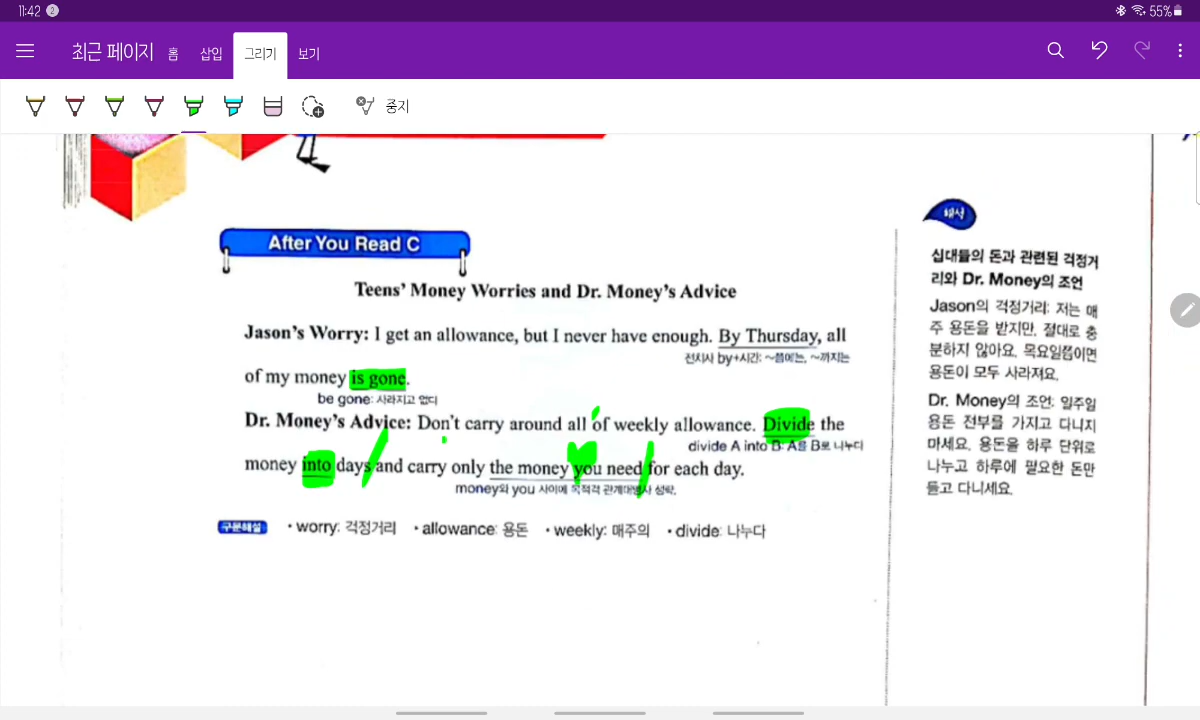 11:42 2 55%
최근 페이지 홈 삽입 그리기 보기
중지
After You Read C
Teens' Money Worries and Dr. Money's Advice
Jason's Worry: I get an allowance, but I never have enough. By Thursday, all
전치사 by+시간: ~쯤에는, ~까지는
of my money is gone.
be gone: 사라지고 없다
Dr. Money's Advice: Don't carry around all of weekly allowance. Divide the
divide A into B: A를 B로 나누다
money into days and carry only the money you need for each day.
money와 you 사이에 목적격 관계대명사 생략.
구문해설 • worry: 걱정거리 • allowance: 용돈 • weekly: 매주의 • divide: 나누다
해석
십대들의 돈과 관련된 걱정거
리와 Dr. Money의 조언
Jason의 걱정거리: 저는 매
주 용돈을 받지만, 절대로 충
분하지 않아요. 목요일쯤이면
용돈이 모두 사라져요.
Dr. Money의 조언: 일주일
용돈 전부를 가지고 다니지
마세요. 용돈을 하루 단위로
나누고 하루에 필요한 돈만
들고 다니세요.